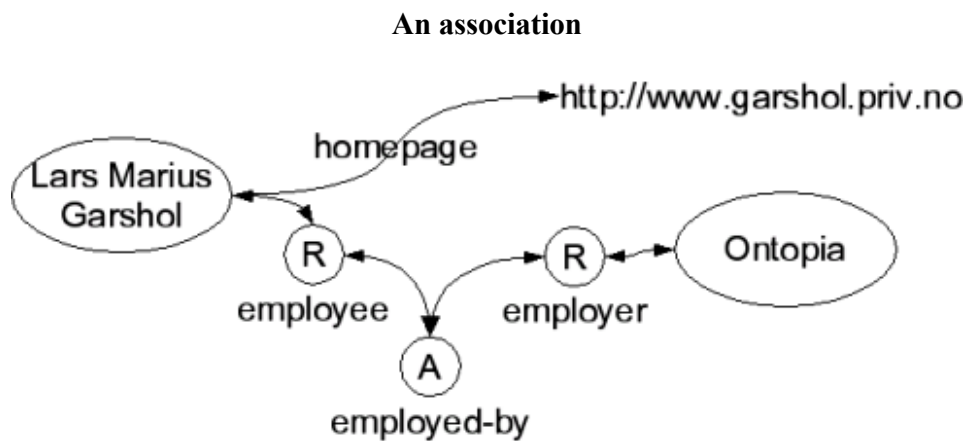 An association
http://www.garshol.priv.no
homepage
Lars Marius
Garshol
R
R
Ontopia
employee
employer
A
employed-by